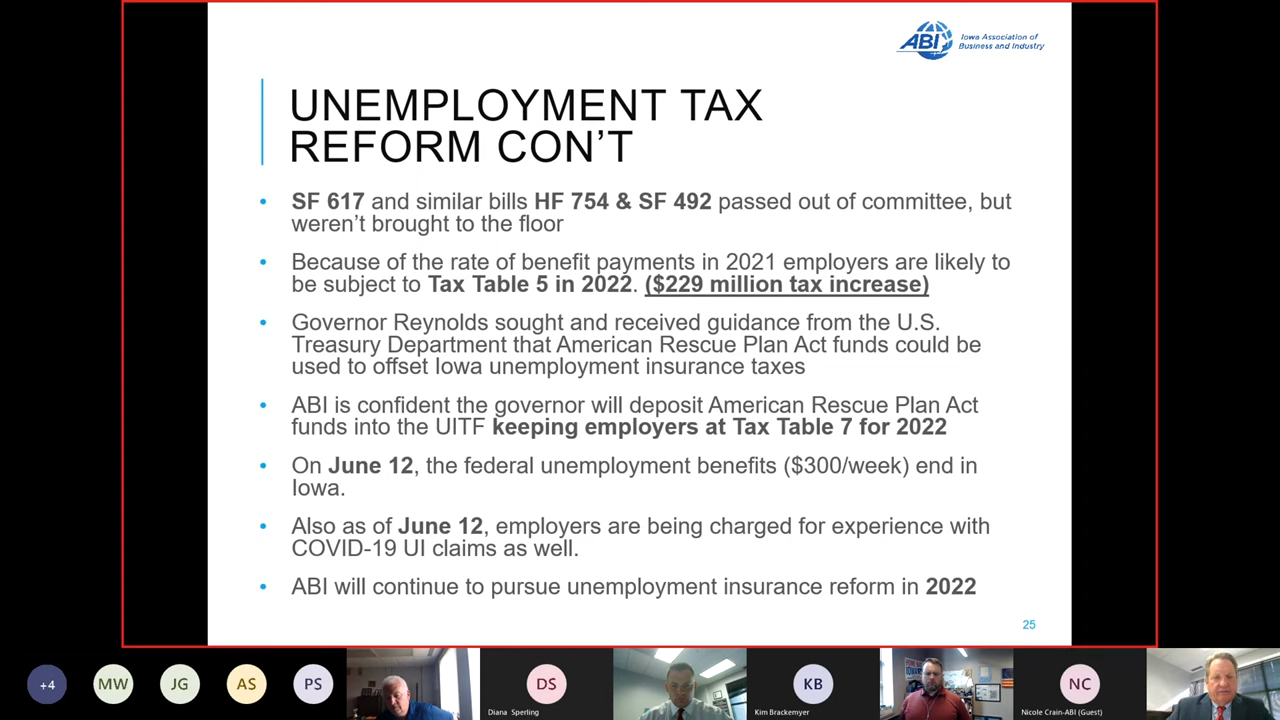 ABI
Iowa Association of
Business and Industry
UNEMPLOYMENT TAX
REFORM CON’T
• SF 617 and similar bills HF 754 & SF 492 passed out of committee, but
weren’t brought to the floor
• Because of the rate of benefit payments in 2021 employers are likely to
be subject to Tax Table 5 in 2022. ($229 million tax increase)
• Governor Reynolds sought and received guidance from the U.S.
Treasury Department that American Rescue Plan Act funds could be
used to offset Iowa unemployment insurance taxes
• ABI is confident the governor will deposit American Rescue Plan Act
funds into the UITF keeping employers at Tax Table 7 for 2022
• On June 12, the federal unemployment benefits ($300/week) end in
Iowa.
• Also as of June 12, employers are being charged for experience with
COVID-19 UI claims as well.
• ABI will continue to pursue unemployment insurance reform in 2022
25
+4 MW JG AS PS DS KB NC
Diana Sperling Kim Brackemyer Nicole Crain-ABI (Guest)